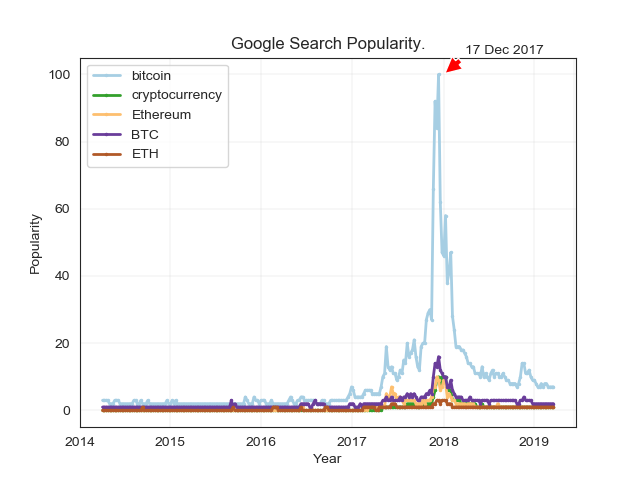 Google Search Popularity.
17 Dec 2017
bitcoin
cryptocurrency
Ethereum
BTC
ETH
100
80
60
40
20
0
Popularity
2014 2015 2016 2017 2018 2019
Year